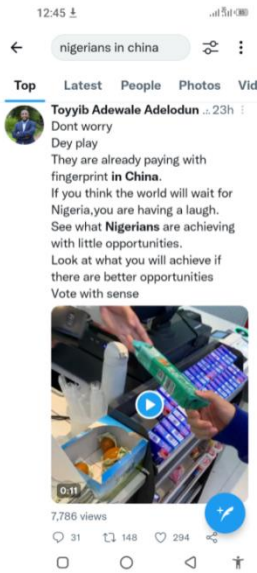 12:45
nigerians in china
Top Latest People Photos Vid
Toyyib Adewale Adelodun .. 23h
Dont worry
Dey play
They are already paying with
fingerprint in China.
If you think the world will wait for
Nigeria,you are having a laugh.
See what Nigerians are achieving
with little opportunities.
Look at what you will achieve if
there are better opportunities
Vote with sense
0:11
7,786 views
31 148 294